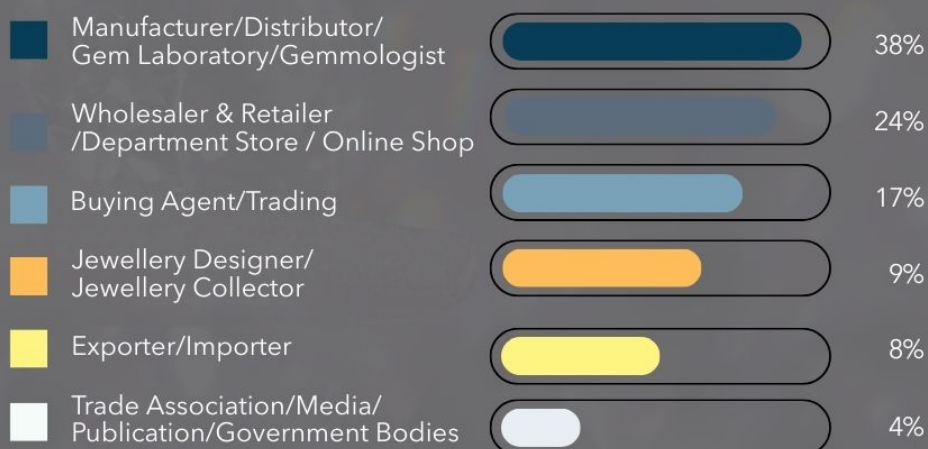 Manufacturer/Distributor/
Gem Laboratory/Gemmologist
38%
Wholesaler & Retailer
/Department Store / Online Shop
24%
Buying Agent/Trading
17%
Jewellery Designer/
Jewellery Collector
9%
Exporter/Importer
8%
Trade Association/Media/
Publication/Government Bodies
4%